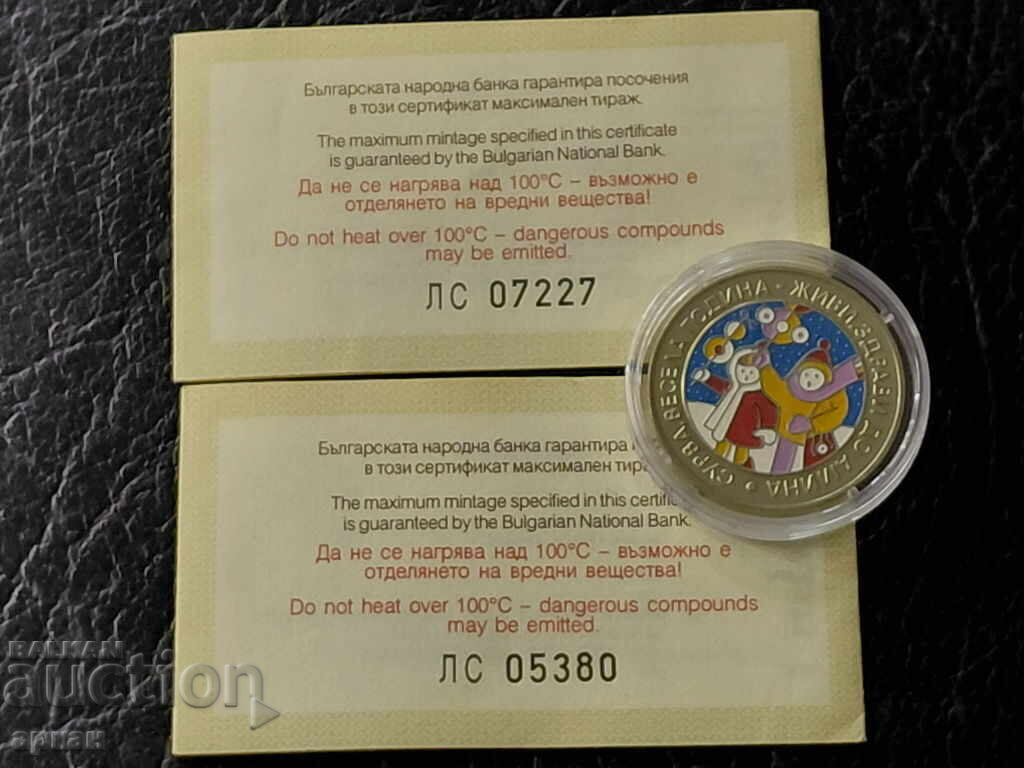 Българската народна банка гарантира посочения
в този сертификат максимален тираж.
The maximum mintage specified in this certificate
is guaranteed by the Bulgarian National Bank.
Да не се нагрява над 100°С – възможно е
отделянето на вредни вещества!
Do not heat over 100°C – dangerous compounds
may be emitted.
ЛС 07227
СУРВА ВЕСЕЛА ГОДИНА • ЖИВИ, ЗДРАВИ ДО АМИНА •
Българската народна банка гарантира
в този сертификат максимален тираж
The maximum mintage specified in this certific
is guaranteed by the Bulgarian National Bank.
Да не се нагрява над 100°С – възможно е
отделянето на вредни вещества!
Do not heat over 100°C – dangerous compounds
may be emitted.
ЛС 05380
BALKAN
auction
арпак